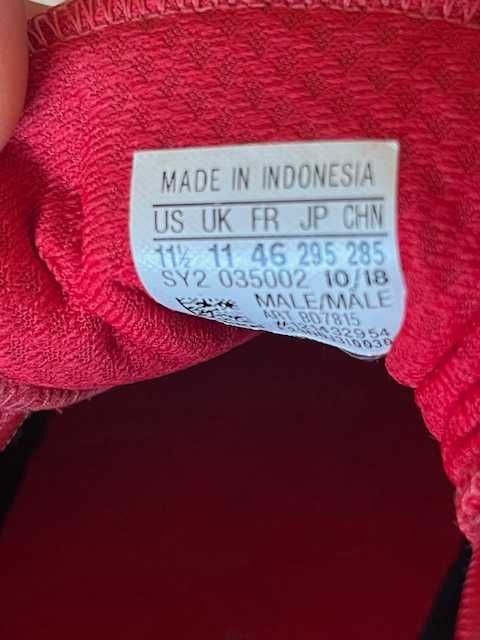 MADE IN INDONESIA
US UK FR JP CHN
11½ 11 46 295 285
SY2 035002 10/18
MALE/MÂLE
ART BD7815